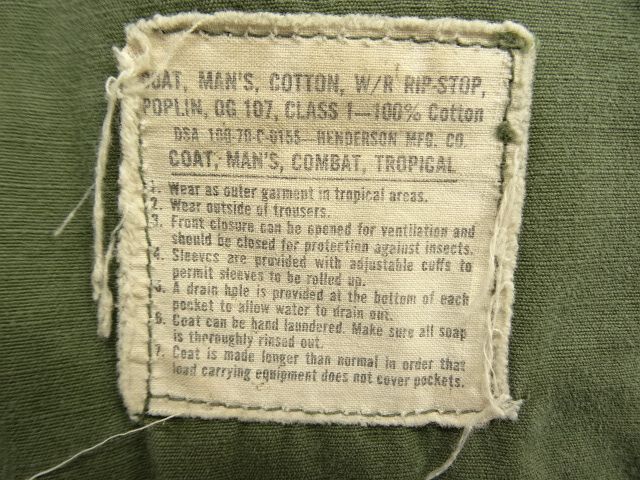 COAT, MAN'S, COTTON, W/R RIP-STOP,
POPLIN, OG 107, CLASS 1—100% Cotton
DSA 100-70-C-0155— HENDERSON MFG. CO.
COAT, MAN'S, COMBAT, TROPICAL
1. Wear as outer garment in tropical areas.
2. Wear outside of trousers.
3. Front closure can be opened for ventilation and
should be closed for protection against insects.
4. Sleeves are provided with adjustable cuffs to
permit sleeves to be rolled up.
5. A drain hole is provided at the bottom of each
pocket to allow water to drain out.
6. Coat can be hand laundered. Make sure all soap
is thoroughly rinsed out.
7. Coat is made longer than normal in order that
load carrying equipment does not cover pockets.